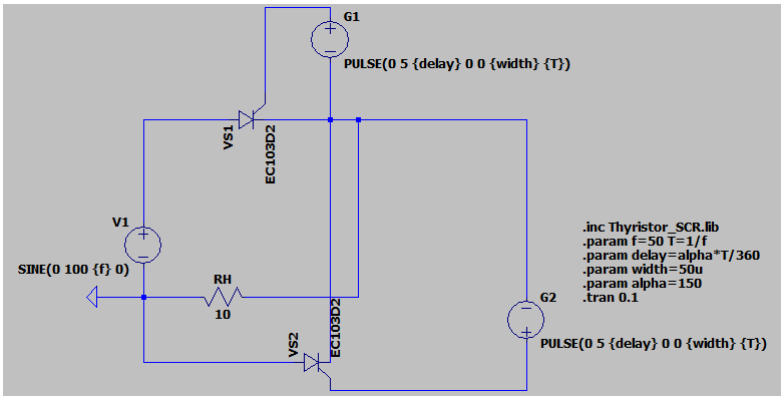 G1
PULSE(0 5 {delay} 0 0 {width} {T})
VS1
EC103D2
V1
SINE(0 100 {f} 0)
RH
10
VS2
EC103D2
G2
PULSE(0 5 {delay} 0 0 {width} {T})
.inc Thyristor_SCR.lib
.param f=50 T=1/f
.param delay=alpha*T/360
.param width=50u
.param alpha=150
.tran 0.1